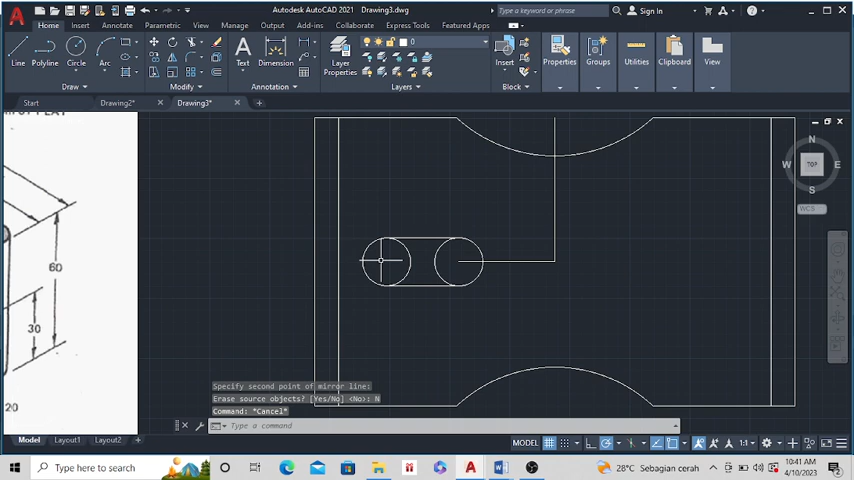 Autodesk AutoCAD 2021 Drawing3.dwg
Type a keyword or phrase
Sign In
Home Insert Annotate Parametric View Manage Output Add-ins Collaborate Express Tools Featured Apps
Line Polyline Circle Arc Text Dimension Layer Properties 0 Insert Properties Groups Utilities Clipboard View
Draw Modify Annotation Layers Block
Start Drawing2* Drawing3*
60
30
20
N
W TOP E
S
WCS
Specify second point of mirror line:
Erase source objects? [Yes/No] <No>: N
Command: *Cancel*
Type a command
Model Layout1 Layout2 +
MODEL 1:1
Type here to search
28°C Sebagian cerah
10:41 AM
4/10/2023
2